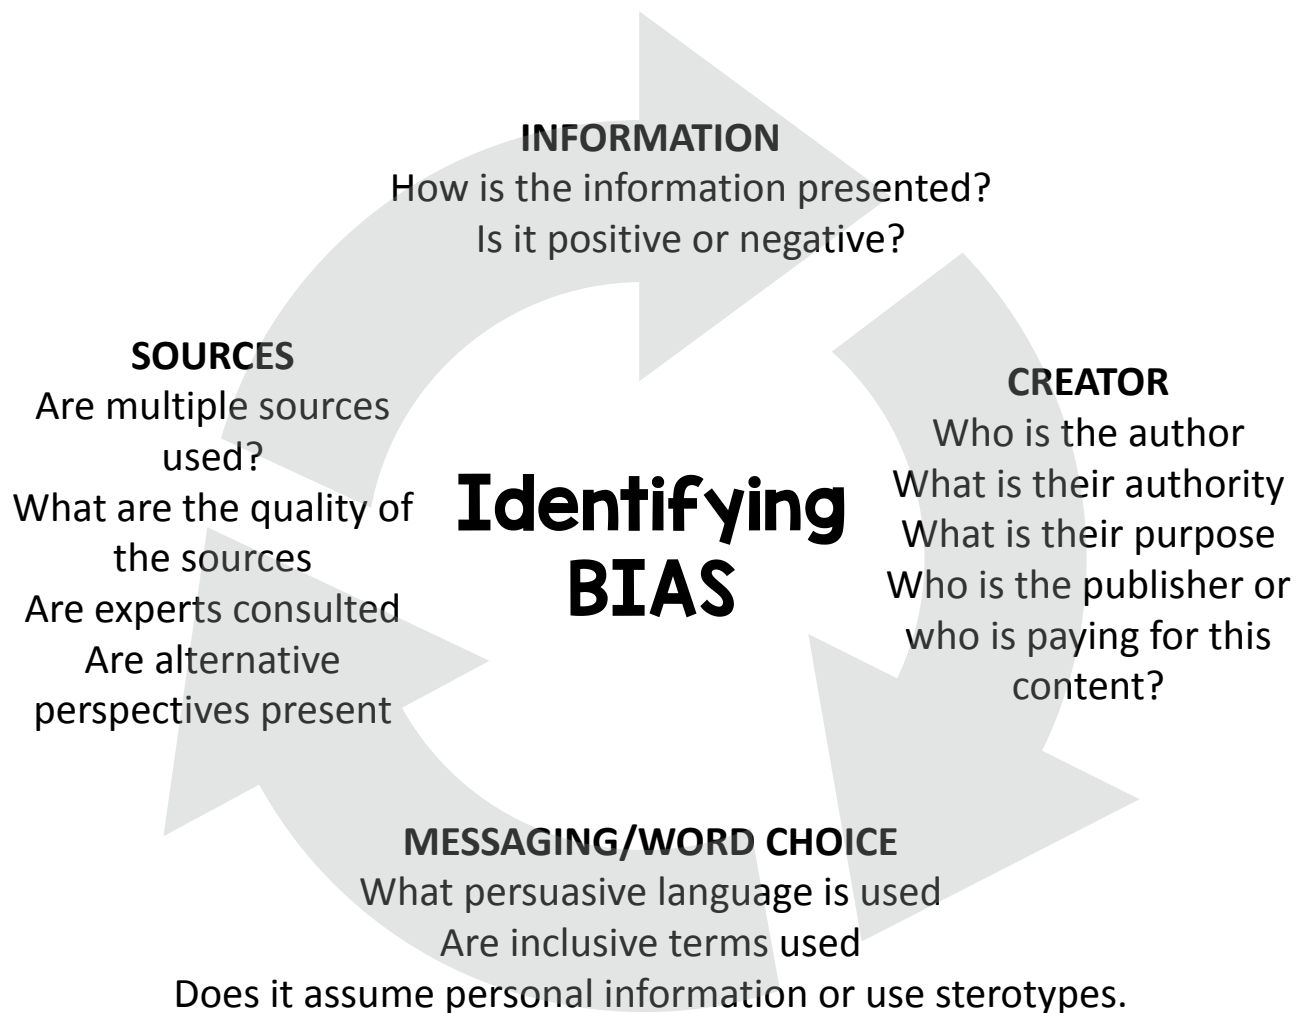 INFORMATION
How is the information presented?
Is it positive or negative?
CREATOR
Who is the author
What is their authority
What is their purpose
Who is the publisher or
who is paying for this
content?
MESSAGING/WORD CHOICE
What persuasive language is used
Are inclusive terms used
Does it assume personal information or use sterotypes.
SOURCES
Are multiple sources
used?
What are the quality of
the sources
Are experts consulted
Are alternative
perspectives present
Identifying
BIAS